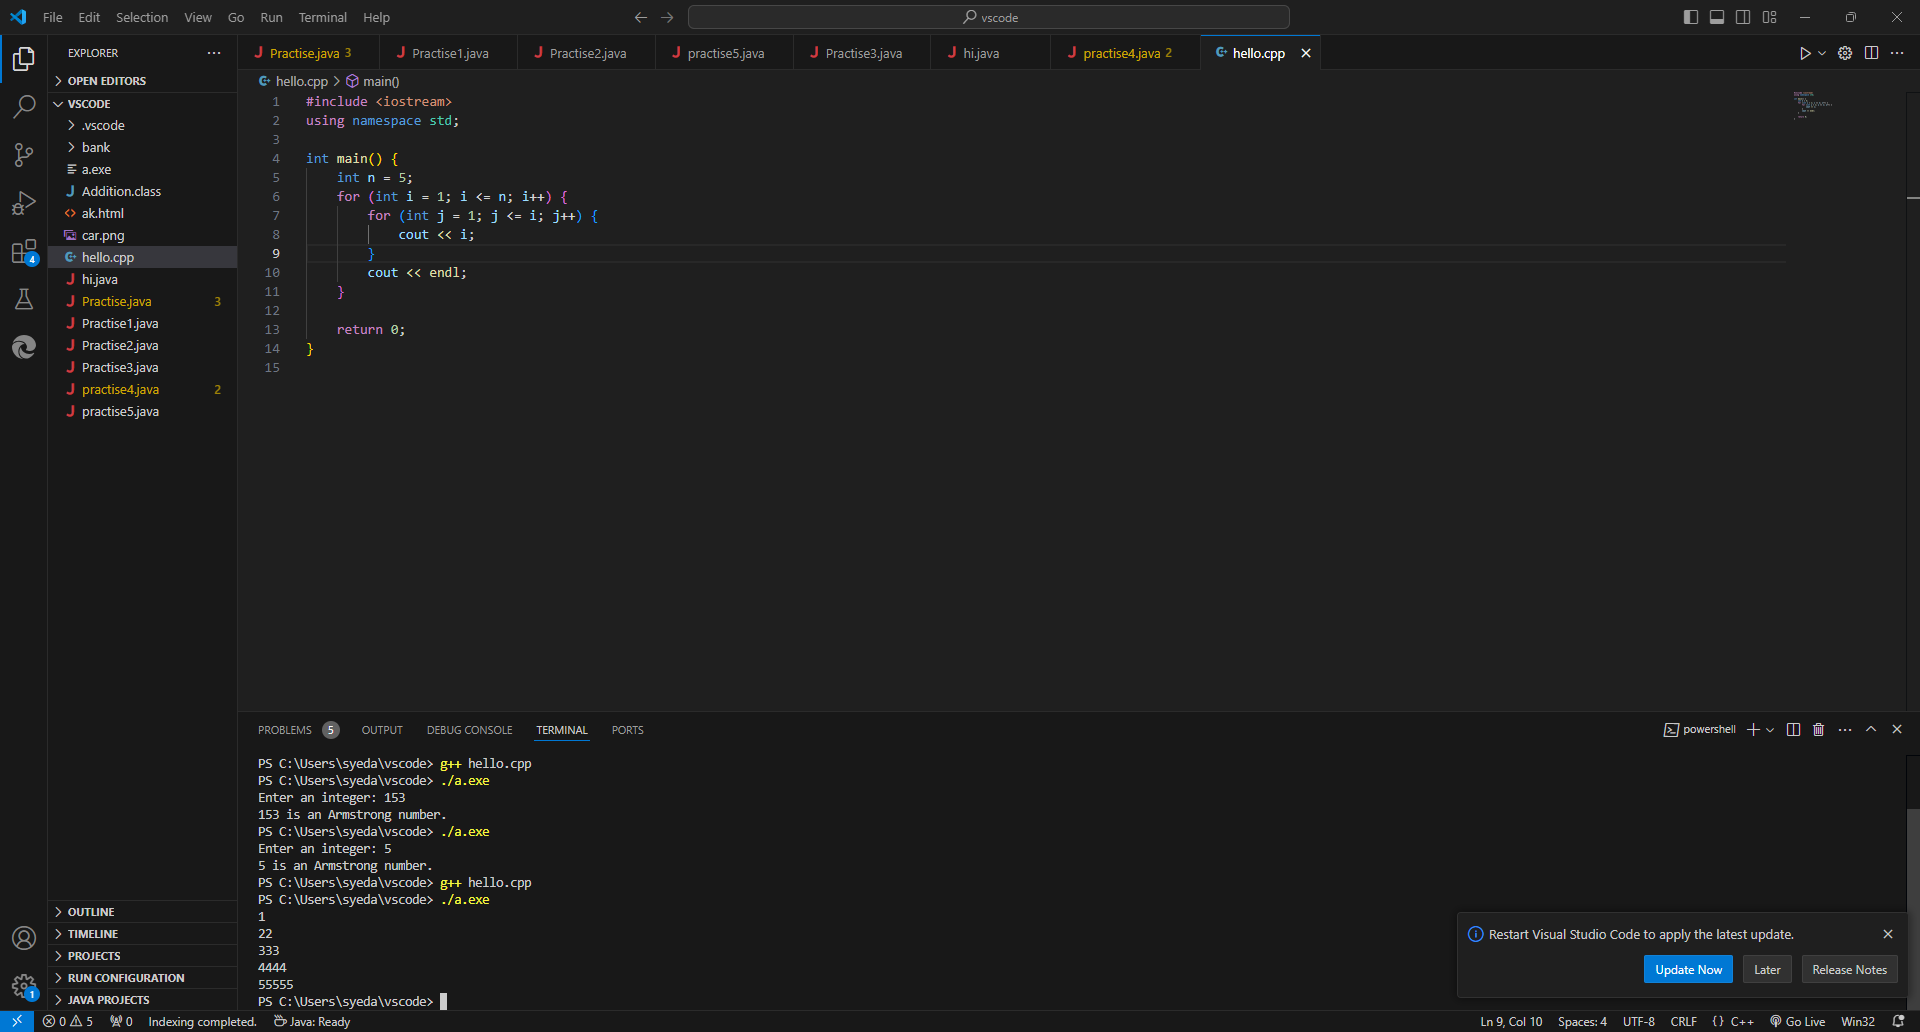 File Edit Selection View Go Run Terminal Help
vscode
EXPLORER
Practise.java 3
Practise1.java
Practise2.java
practise5.java
Practise3.java
hi.java
practise4.java 2
hello.cpp
OPEN EDITORS
VSCODE
.vscode
bank
a.exe
Addition.class
ak.html
car.png
hello.cpp
hi.java
Practise.java 3
Practise1.java
Practise2.java
Practise3.java
practise4.java 2
practise5.java
OUTLINE
TIMELINE
PROJECTS
RUN CONFIGURATION
JAVA PROJECTS
4
1
hello.cpp > main()
1 #include <iostream>
2 using namespace std;
3
4 int main() {
5 int n = 5;
6 for (int i = 1; i <= n; i++) {
7 for (int j = 1; j <= i; j++) {
8 cout << i;
9 }
10 cout << endl;
11 }
12
13 return 0;
14 }
15
PROBLEMS 5 OUTPUT DEBUG CONSOLE TERMINAL PORTS
powershell
PS C:\Users\syeda\vscode> g++ hello.cpp
PS C:\Users\syeda\vscode> ./a.exe
Enter an integer: 153
153 is an Armstrong number.
PS C:\Users\syeda\vscode> ./a.exe
Enter an integer: 5
5 is an Armstrong number.
PS C:\Users\syeda\vscode> g++ hello.cpp
PS C:\Users\syeda\vscode> ./a.exe
1
22
333
4444
55555
PS C:\Users\syeda\vscode>
Restart Visual Studio Code to apply the latest update.
Update Now Later Release Notes
0 5 0 Indexing completed. Java: Ready
Ln 9, Col 10 Spaces: 4 UTF-8 CRLF {} C++ Go Live Win32